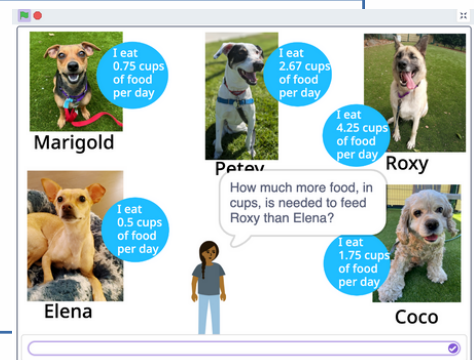 I eat
0.75 cups
of food
per day
Marigold
I eat
2.67 cups
of food
per day
Petey
I eat
4.25 cups
of food
per day
Roxy
How much more food, in
cups, is needed to feed
Roxy than Elena?
I eat
0.5 cups
of food
per day
Elena
I eat
1.75 cups
of food
per day
Coco